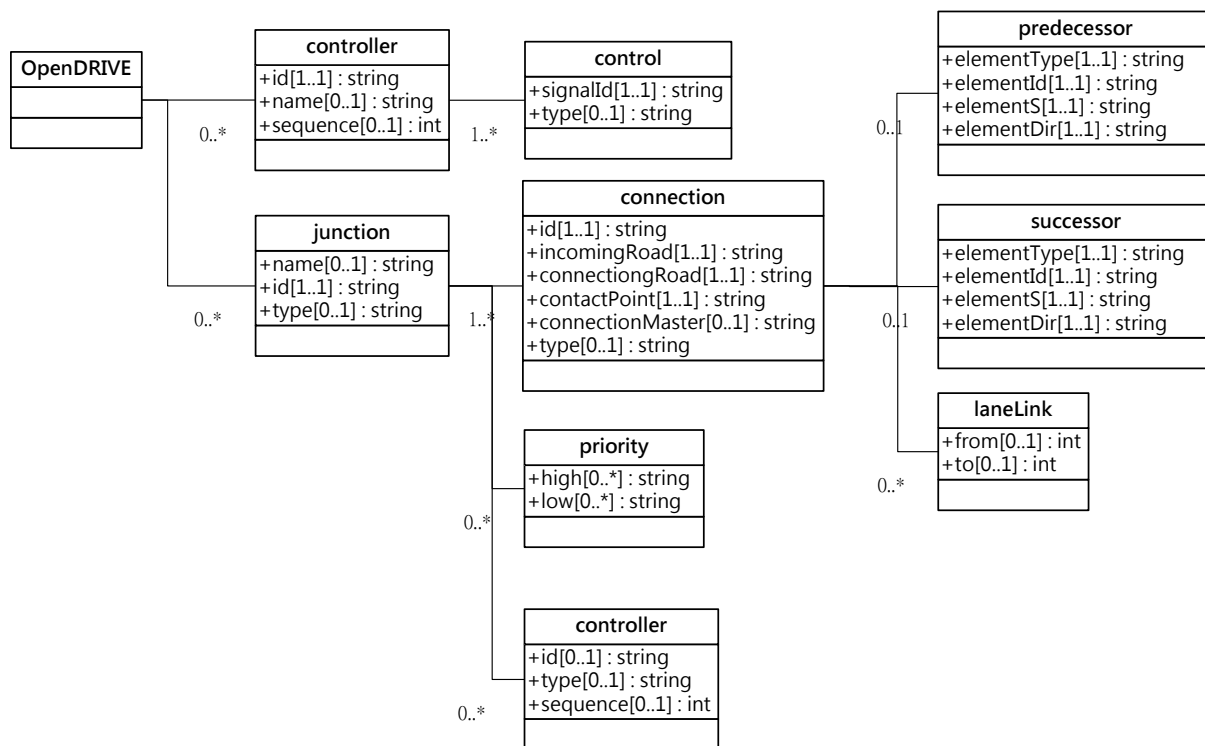 OpenDRIVE
controller
+id[1..1] : string
+name[0..1] : string
+sequence[0..1] : int
0..*
control
+signalId[1..1] : string
+type[0..1] : string
1..*
junction
+name[0..1] : string
+id[1..1] : string
+type[0..1] : string
0..*
connection
+id[1..1] : string
+incomingRoad[1..1] : string
+connectiongRoad[1..1] : string
+contactPoint[1..1] : string
+connectionMaster[0..1] : string
+type[0..1] : string
1..*
priority
+high[0..*] : string
+low[0..*] : string
0..*
controller
+id[0..1] : string
+type[0..1] : string
+sequence[0..1] : int
0..*
predecessor
+elementType[1..1] : string
+elementId[1..1] : string
+elementS[1..1] : string
+elementDir[1..1] : string
0..1
successor
+elementType[1..1] : string
+elementId[1..1] : string
+elementS[1..1] : string
+elementDir[1..1] : string
0..1
laneLink
+from[0..1] : int
+to[0..1] : int
0..*